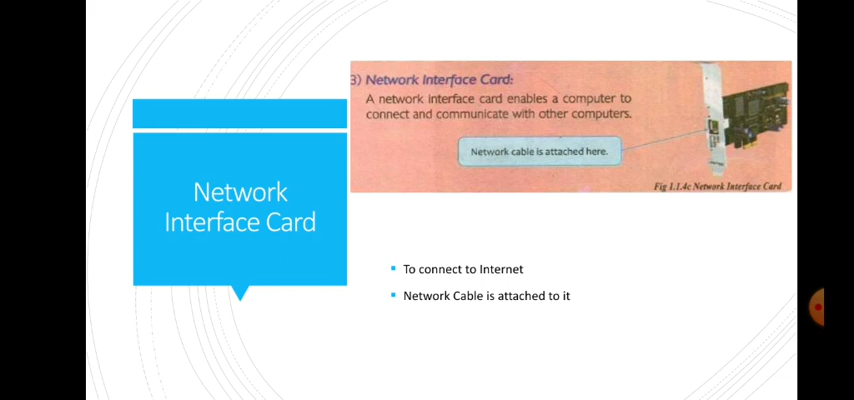 Network
Interface Card
3) Network Interface Card:
A network interface card enables a computer to
connect and communicate with other computers.
Network cable is attached here.
Fig 1.1.4c Network Interface Card
To connect to Internet
Network Cable is attached to it